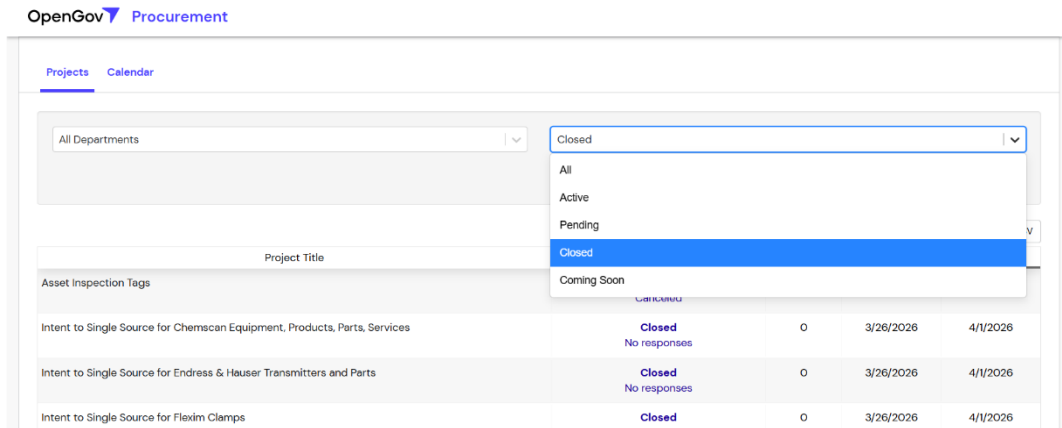 OpenGov Procurement
Projects Calendar
All Departments
Closed
All
Active
Pending
Closed
Coming Soon
Project Title
Asset Inspection Tags
Canceled
Intent to Single Source for Chemscan Equipment, Products, Parts, Services Closed 0 3/26/2026 4/1/2026
No responses
Intent to Single Source for Endress & Hauser Transmitters and Parts Closed 0 3/26/2026 4/1/2026
No responses
Intent to Single Source for Flexim Clamps Closed 0 3/26/2026 4/1/2026